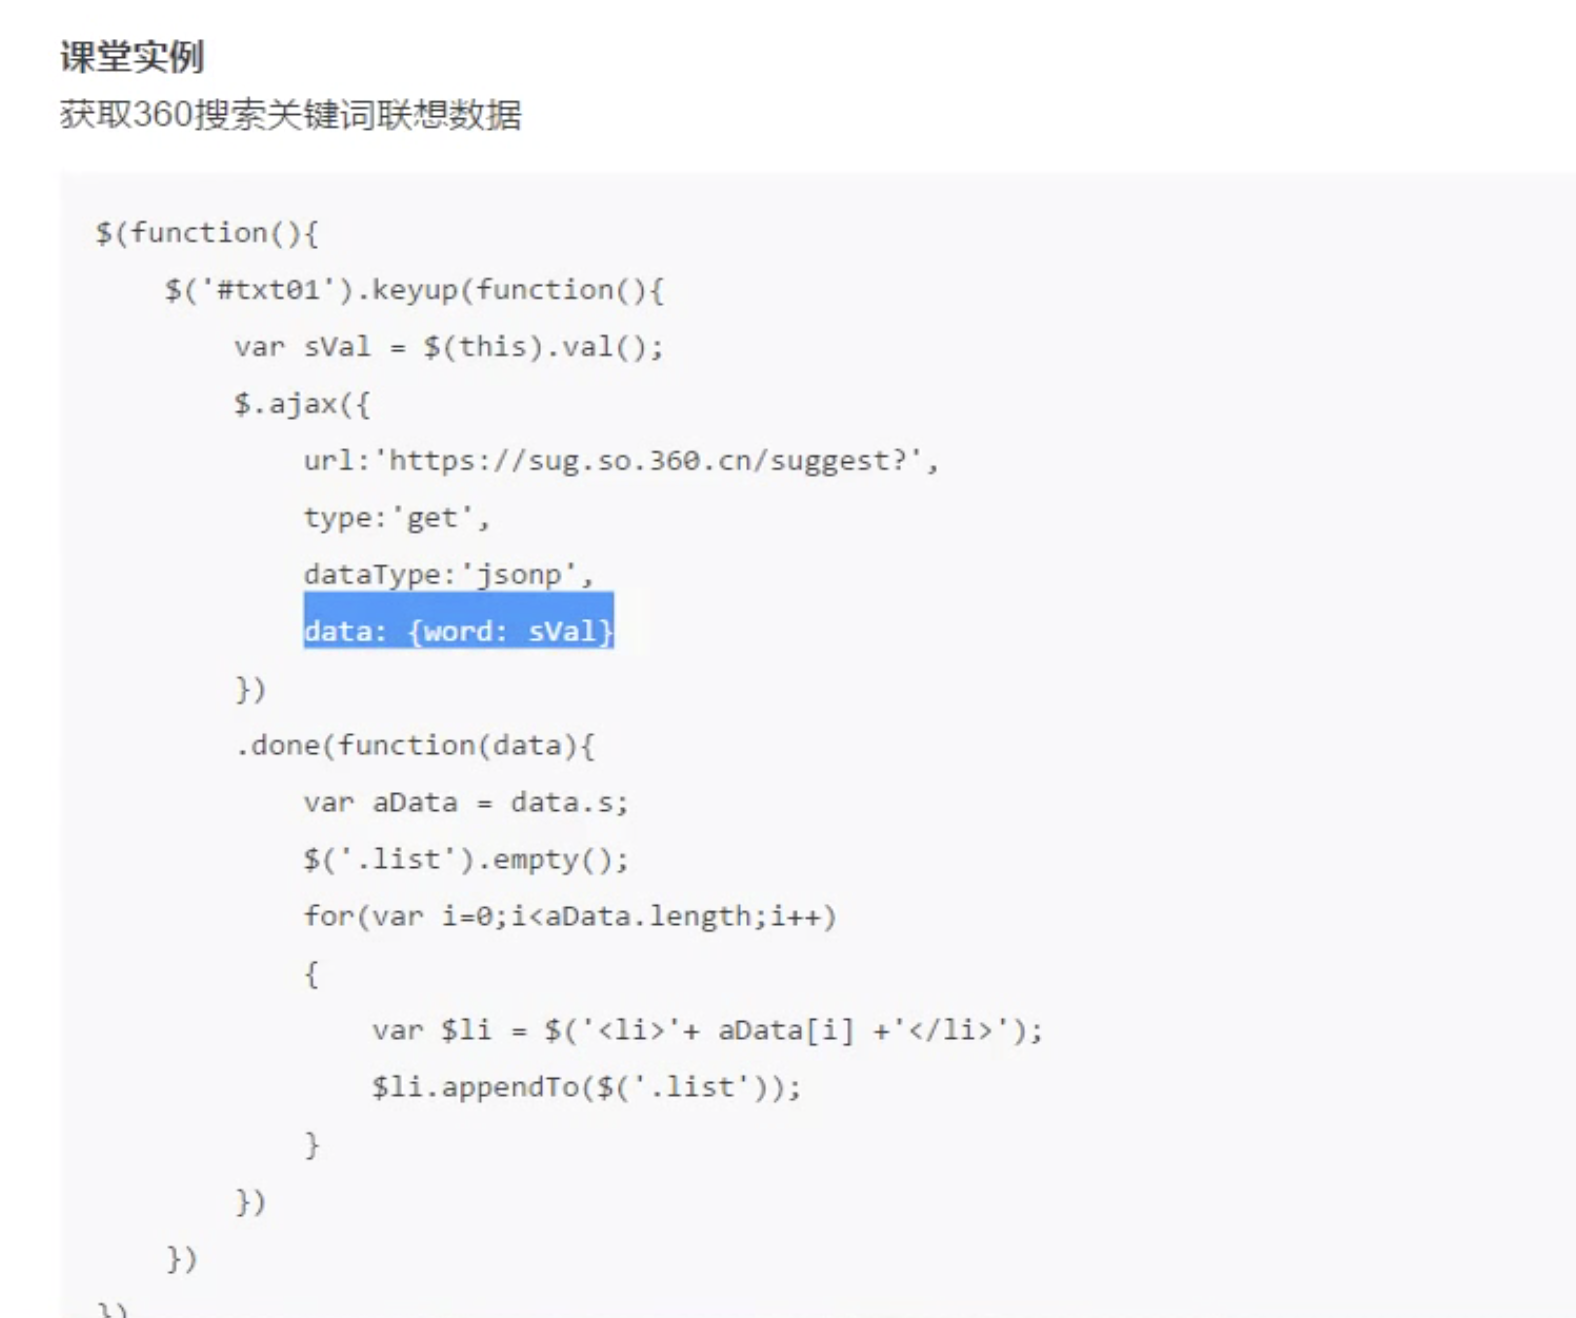 课堂实例
获取360搜索关键词联想数据
$(function(){
    $('#txt01').keyup(function(){
        var sVal = $(this).val();
        $.ajax({
            url:'https://sug.so.360.cn/suggest?',
            type:'get',
            dataType:'jsonp',
            data: {word: sVal}
        })
        .done(function(data){
            var aData = data.s;
            $('.list').empty();
            for(var i=0;i<aData.length;i++)
            {
                var $li = $('<li>'+ aData[i] +'</li>');
                $li.appendTo($('.list'));
            }
        })
    })
})